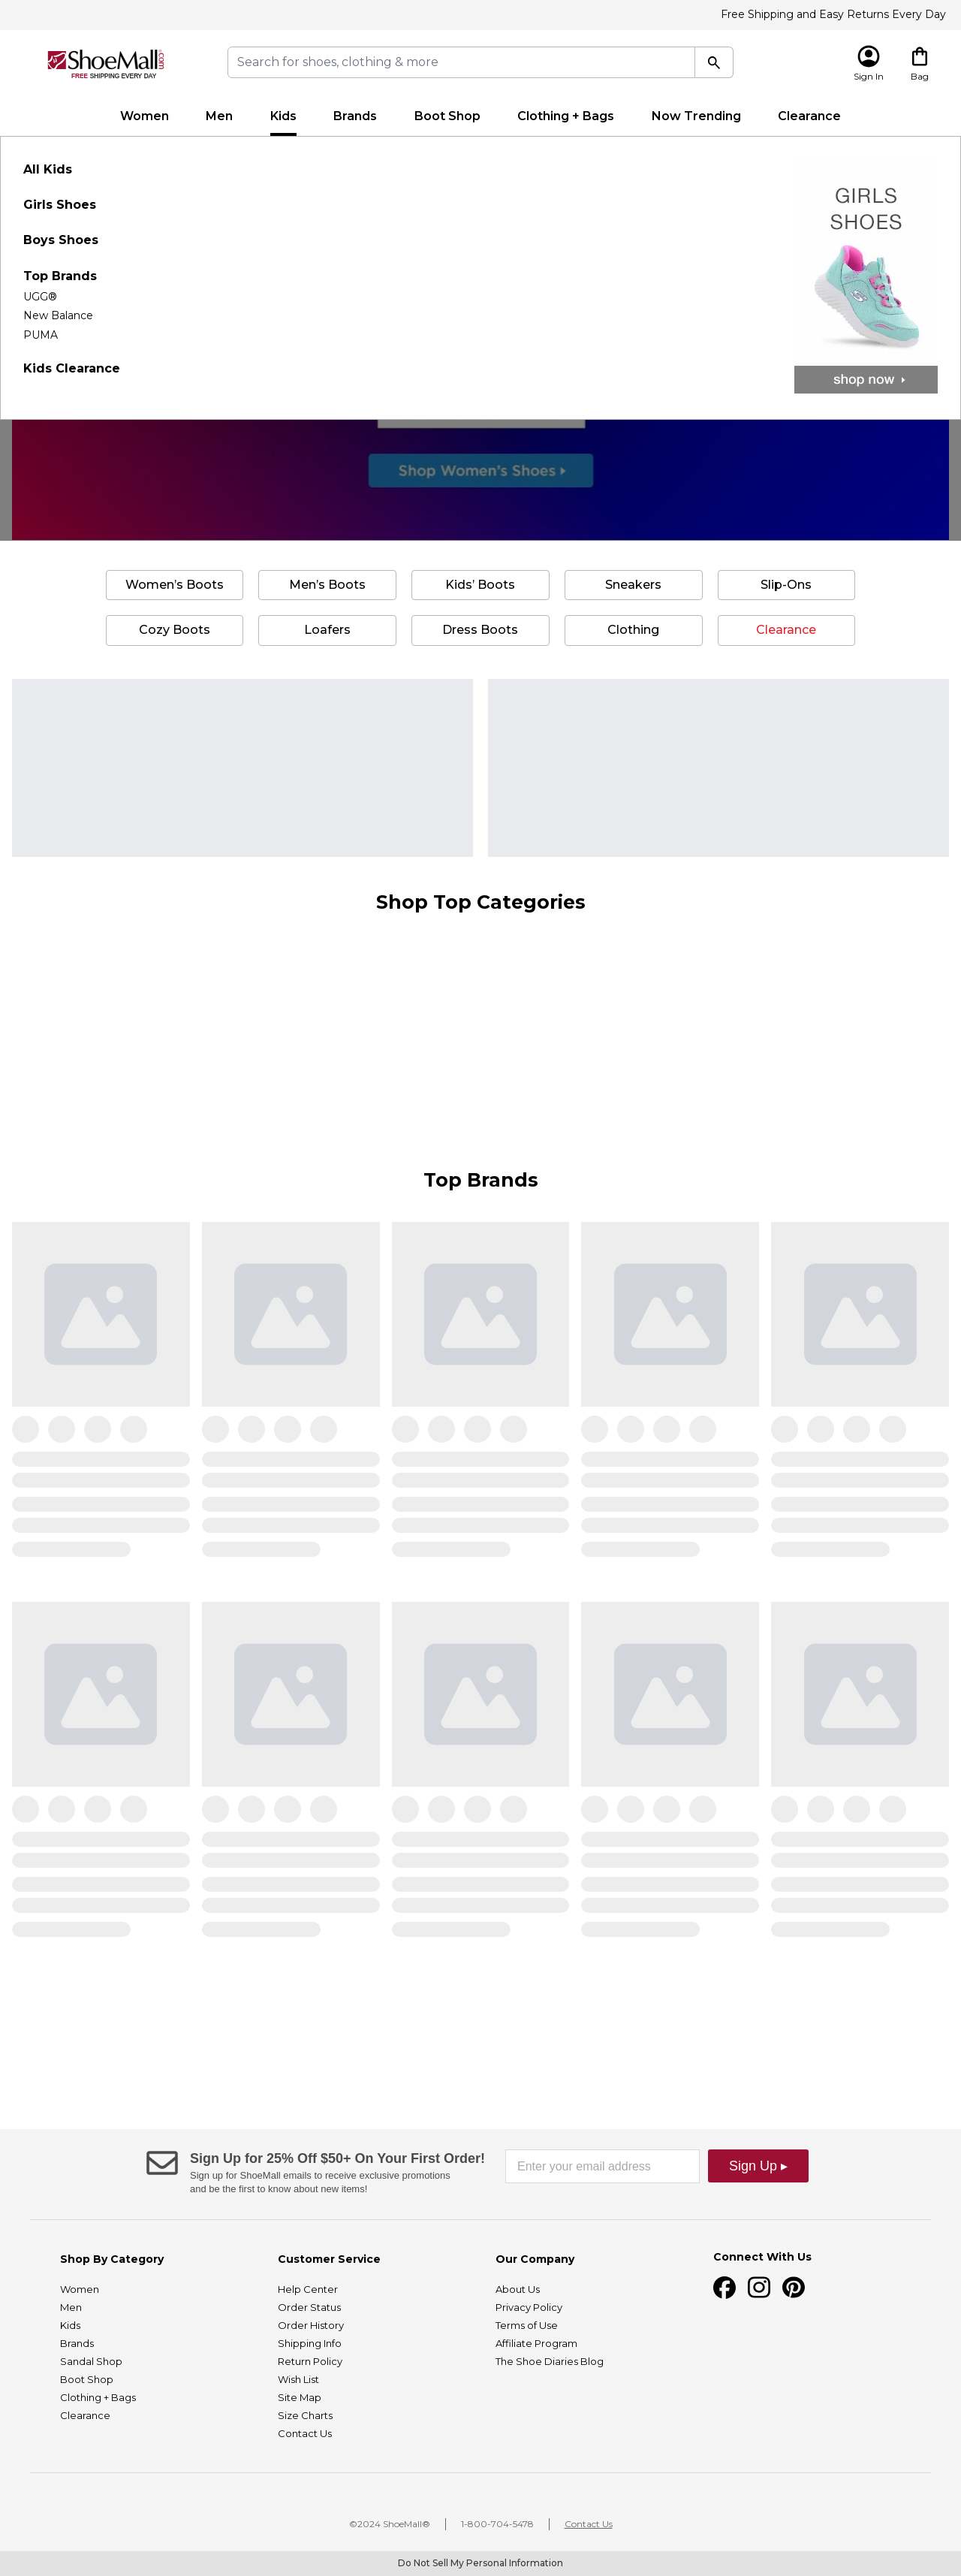 Free Shipping and Easy Returns Every Day
ShoeMall.com
FREE SHIPPING EVERY DAY
Search for shoes, clothing & more
Sign In
Bag
Women
Men
Kids
Brands
Boot Shop
Clothing + Bags
Now Trending
Clearance
All Kids
Girls Shoes
Boys Shoes
Top Brands
UGG®
New Balance
PUMA
Kids Clearance
GIRLS
SHOES
shop now
Shop Women's Shoes
Women's Boots
Men's Boots
Kids' Boots
Sneakers
Slip-Ons
Cozy Boots
Loafers
Dress Boots
Clothing
Clearance
Shop Top Categories
Top Brands
Sign Up for 25% Off $50+ On Your First Order!
Sign up for ShoeMall emails to receive exclusive promotions
and be the first to know about new items!
Enter your email address
Sign Up ▸
Shop By Category
Women
Men
Kids
Brands
Sandal Shop
Boot Shop
Clothing + Bags
Clearance
Customer Service
Help Center
Order Status
Order History
Shipping Info
Return Policy
Wish List
Site Map
Size Charts
Contact Us
Our Company
About Us
Privacy Policy
Terms of Use
Affiliate Program
The Shoe Diaries Blog
Connect With Us
©2024 ShoeMall®
1-800-704-5478
Contact Us
Do Not Sell My Personal Information